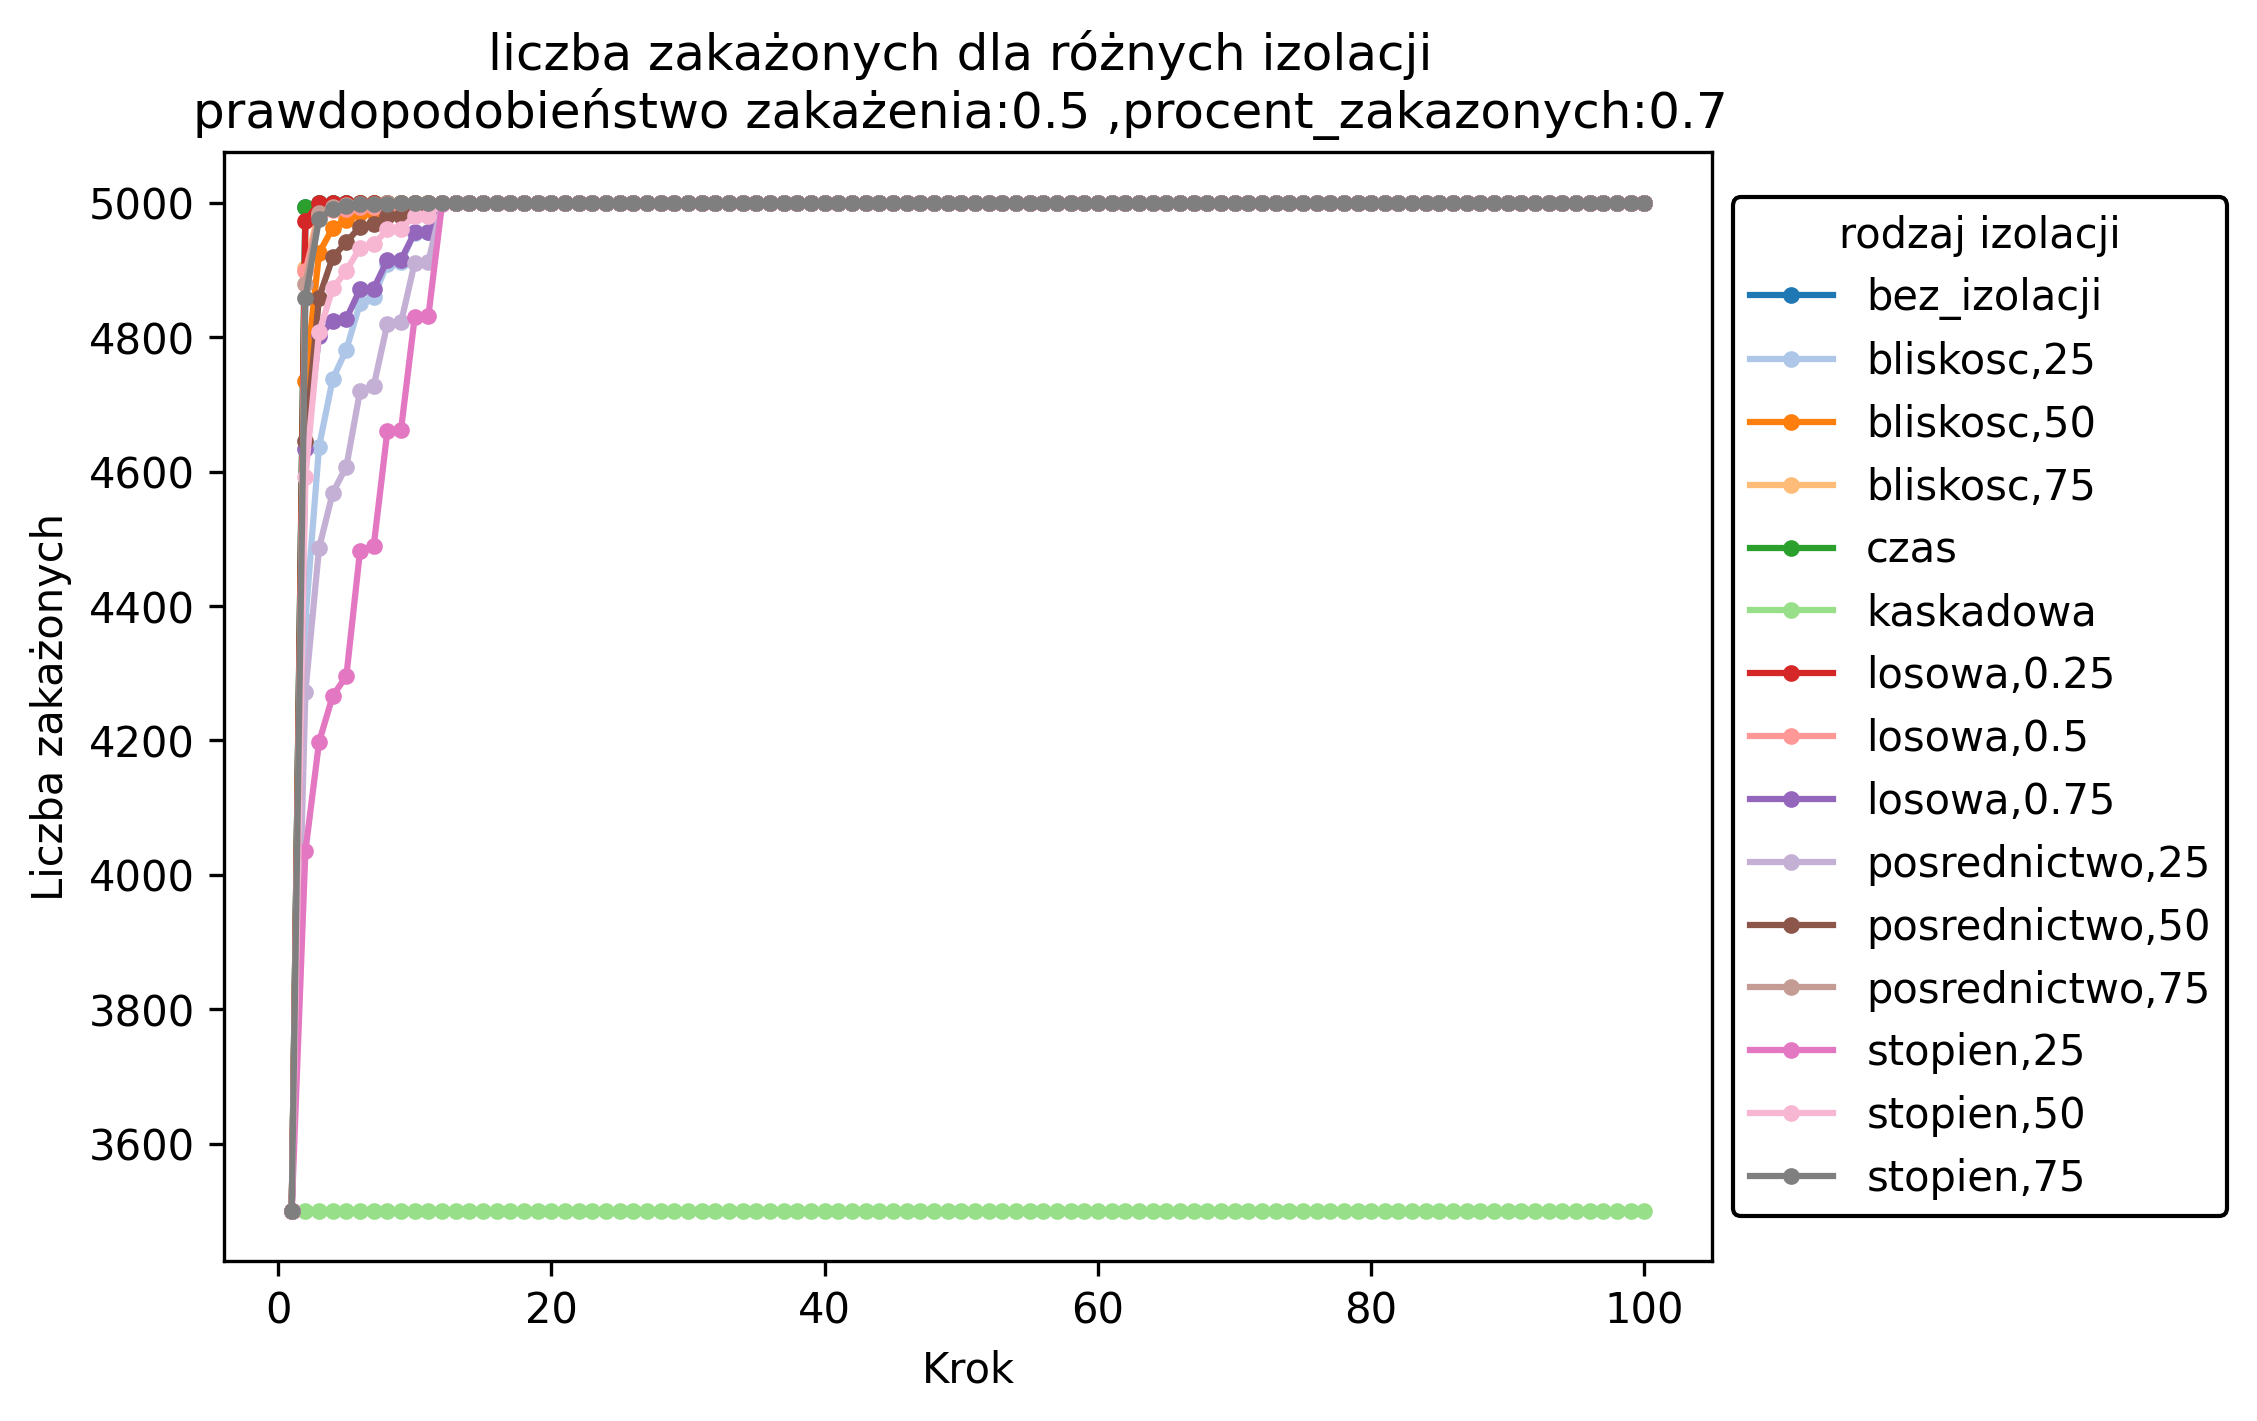 liczba zakażonych dla różnych izolacji
prawdopodobieństwo zakażenia:0.5 ,procent_zakazonych:0.7
Liczba zakażonych
5000
4800
4600
4400
4200
4000
3800
3600
0 20 40 60 80 100
Krok
rodzaj izolacji
bez_izolacji
bliskosc,25
bliskosc,50
bliskosc,75
czas
kaskadowa
losowa,0.25
losowa,0.5
losowa,0.75
posrednictwo,25
posrednictwo,50
posrednictwo,75
stopien,25
stopien,50
stopien,75